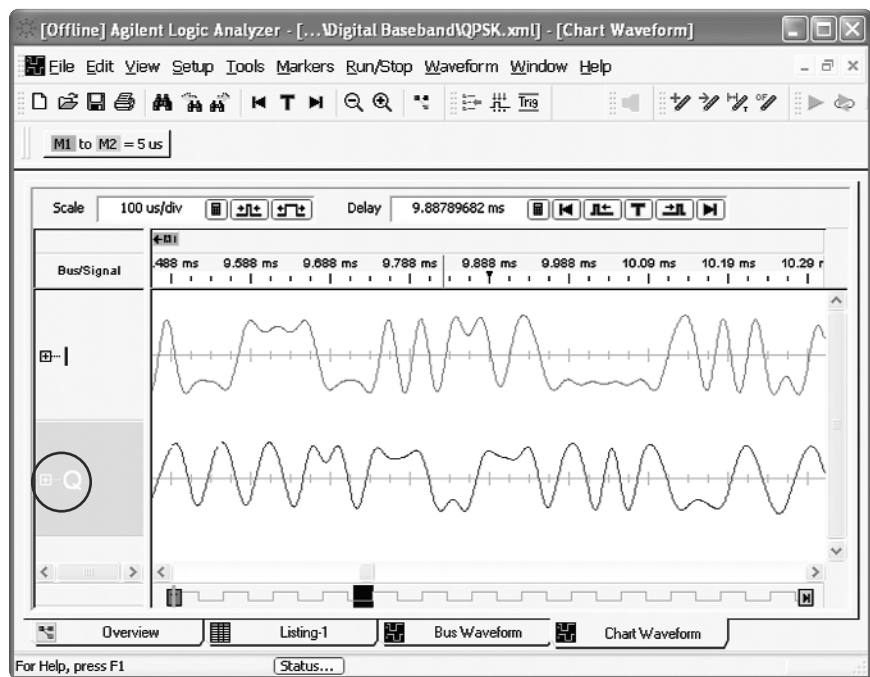 [Offline] Agilent Logic Analyzer - [...\Digital Baseband\QPSK.xml] - [Chart Waveform]
File Edit View Setup Tools Markers Run/Stop Waveform Window Help
T Trig
M1 to M2 = 5 us
Scale 100 us/div Delay 9.88789682 ms T
Bus/Signal
.488 ms 9.588 ms 9.688 ms 9.788 ms 9.888 ms 9.988 ms 10.09 ms 10.19 ms 10.29 m
I
Q
Overview Listing-1 Bus Waveform Chart Waveform
For Help, press F1 Status...